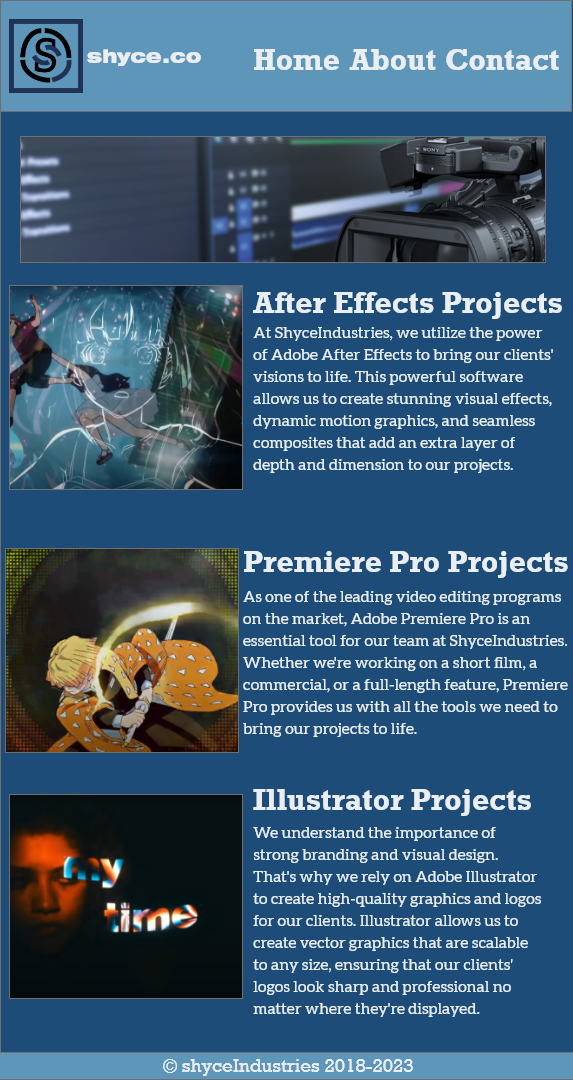 S
shyce.co
Home About Contact
Presets
Effects
Transitions
Effects
Transitions
SONY
After Effects Projects
At ShyceIndustries, we utilize the power
of Adobe After Effects to bring our clients'
visions to life. This powerful software
allows us to create stunning visual effects,
dynamic motion graphics, and seamless
composites that add an extra layer of
depth and dimension to our projects.
Premiere Pro Projects
As one of the leading video editing programs
on the market, Adobe Premiere Pro is an
essential tool for our team at ShyceIndustries.
Whether we're working on a short film, a
commercial, or a full-length feature, Premiere
Pro provides us with all the tools we need to
bring our projects to life.
Illustrator Projects
We understand the importance of
strong branding and visual design.
That's why we rely on Adobe Illustrator
to create high-quality graphics and logos
for our clients. Illustrator allows us to
create vector graphics that are scalable
to any size, ensuring that our clients'
logos look sharp and professional no
matter where they're displayed.
my
time
© shyceIndustries 2018-2023